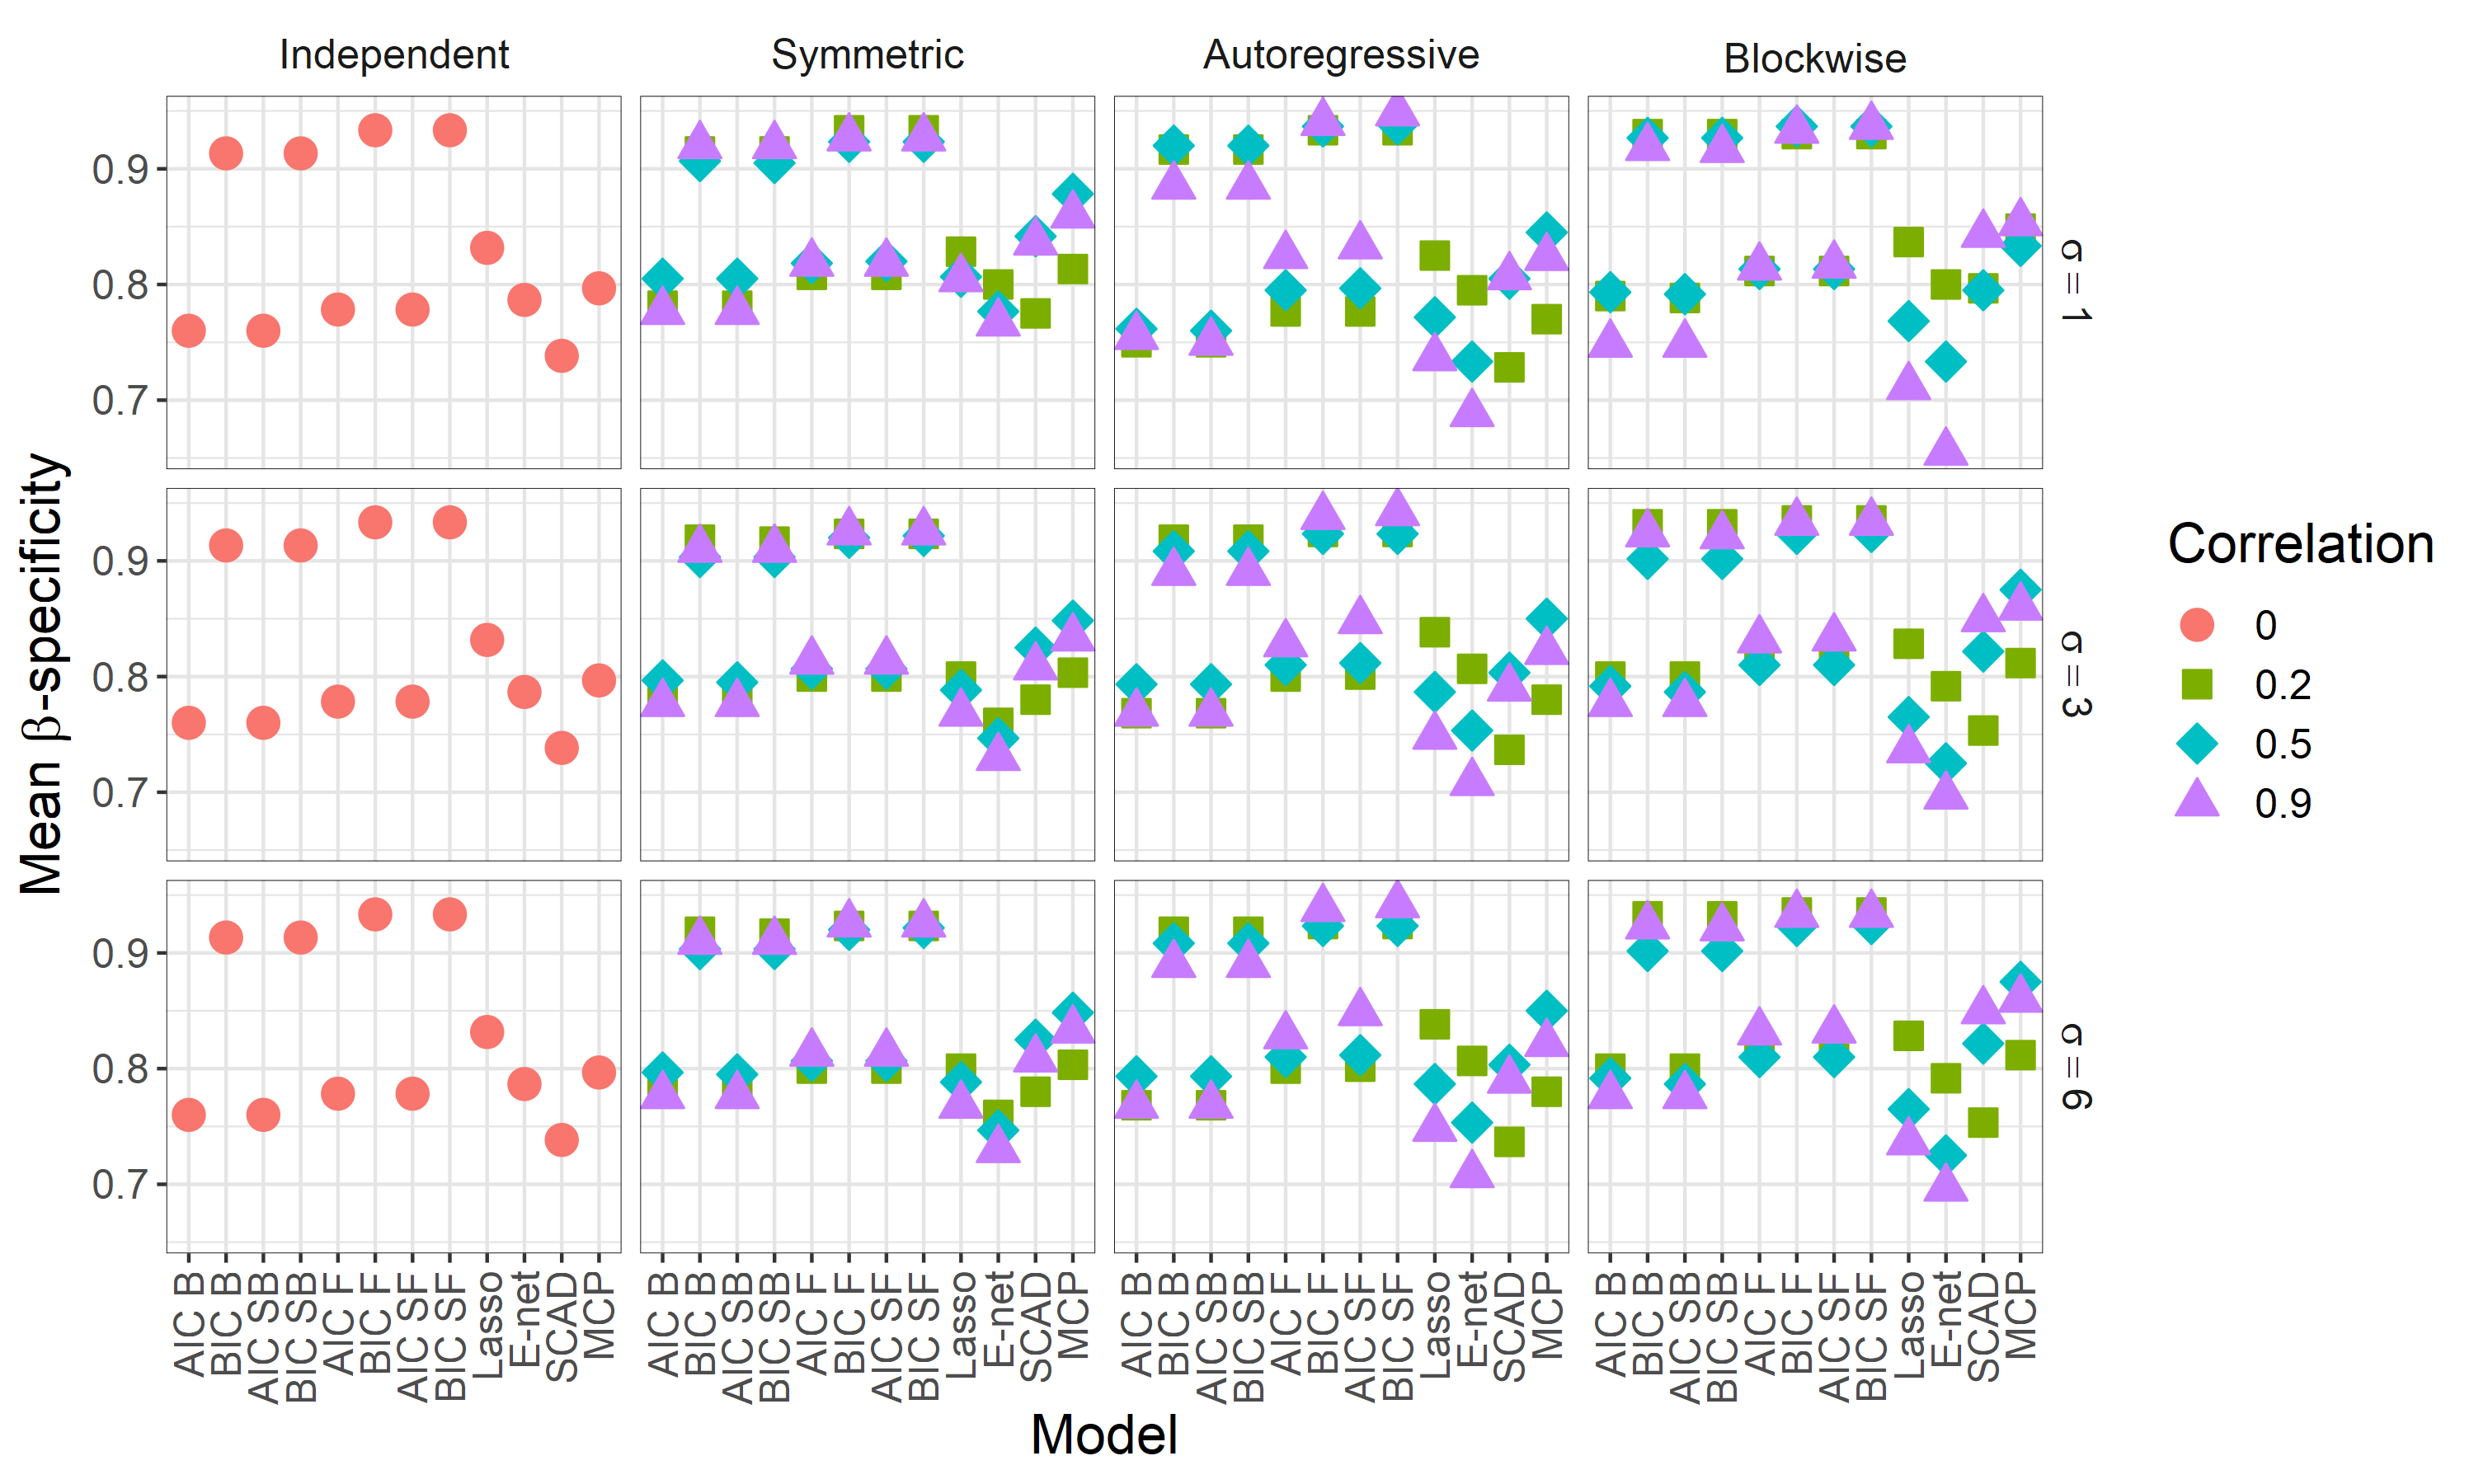 Independent Symmetric Autoregressive Blockwise
0.9
0.8
0.7
σ = 1
0.9
0.8
0.7
σ = 3
0.9
0.8
0.7
σ = 6
Mean β-specificity
AIC B BIC B AIC SB BIC SB AIC F BIC F AIC SF BIC SF Lasso E-net SCAD MCP
AIC B BIC B AIC SB BIC SB AIC F BIC F AIC SF BIC SF Lasso E-net SCAD MCP
AIC B BIC B AIC SB BIC SB AIC F BIC F AIC SF BIC SF Lasso E-net SCAD MCP
AIC B BIC B AIC SB BIC SB AIC F BIC F AIC SF BIC SF Lasso E-net SCAD MCP
Model
Correlation
0
0.2
0.5
0.9